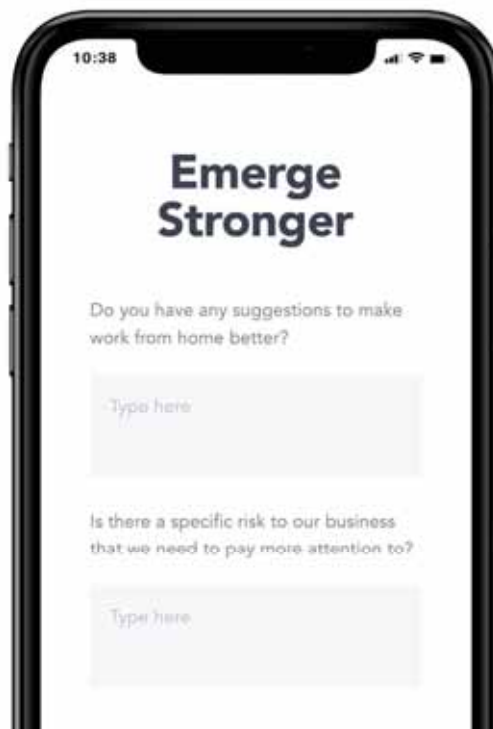 10:38
Emerge
Stronger
Do you have any suggestions to make
work from home better?
Type here
Is there a specific risk to our business
that we need to pay more attention to?
Type here